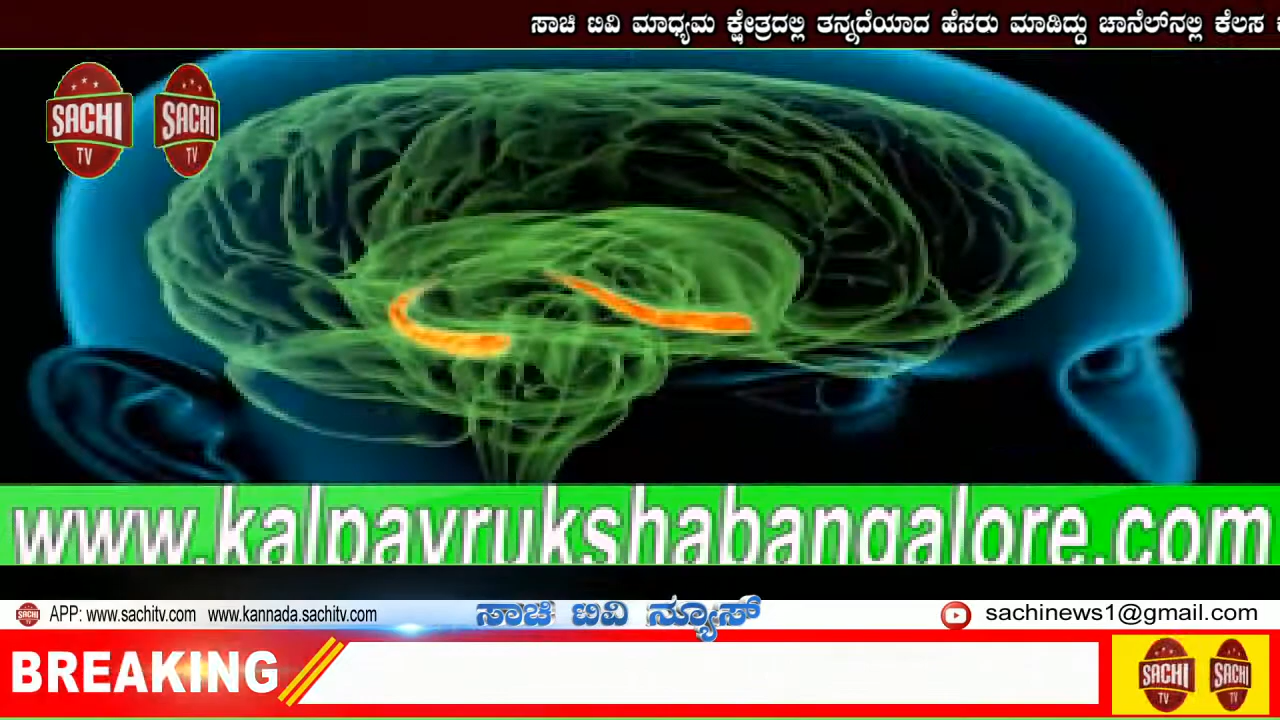 ಸಾಚಿ ಟಿವಿ ಮಾಧ್ಯಮ ಕ್ಷೇತ್ರದಲ್ಲಿ ತನ್ನದೆಯಾದ ಹೆಸರು ಮಾಡಿದ್ದು ಚಾನೆಲ್‌ನಲ್ಲಿ ಕೆಲಸ
SACHI TV SACHI TV
www.kalpavrukshabangalore.com
APP: www.sachitv.com www.kannada.sachitv.com ಸಾಚಿ ಟಿವಿ ನ್ಯೂಸ್ sachinews1@gmail.com
BREAKING
SACHI TV SACHI TV